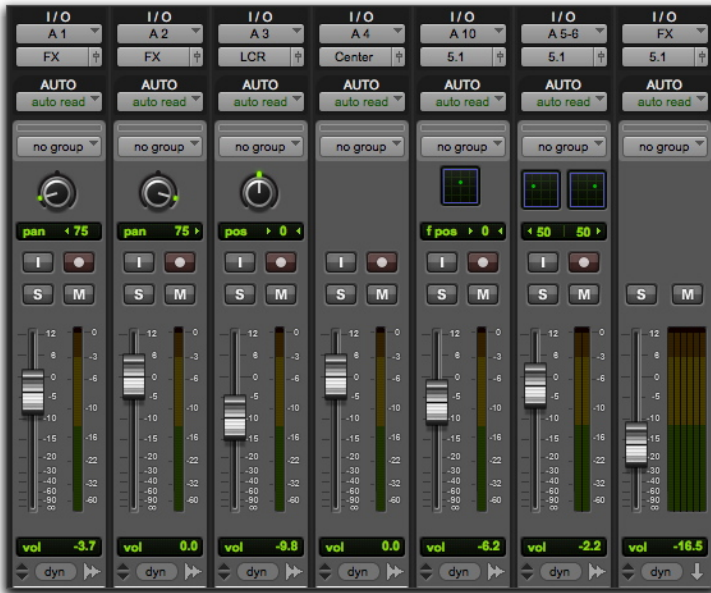 I/O I/O I/O I/O I/O I/O I/O
A 1 A 2 A 3 A 4 A 10 A 5-6 FX
FX FX LCR Center 5.1 5.1 5.1
AUTO AUTO AUTO AUTO AUTO AUTO AUTO
auto read auto read auto read auto read auto read auto read auto read
no group no group no group no group no group no group no group
pan 75 pan 75 pos 0 f pos 0 50 50
I I I I I I
S M S M S M S M S M S M S M
12 0 12 0 12 0 12 0 12 0 12 0 12
6 -3 6 -3 6 -3 6 -3 6 -3 6 -3 6
0 -6 0 -6 0 -6 0 -6 0 -6 0 -6 0
-5 -5 -5 -5 -5 -5 -5
-10 -10 -10 -10 -10 -10
-10 -10 -10 -10 -10 -10 -10
-15 -16 -15 -16 -15 -16 -15 -16 -15 -16 -15 -16 -15
-20 -22 -20 -22 -20 -22 -20 -22 -20 -22 -20 -22 -20
-30 -30 -30 -30 -30 -30 -30
-40 -32 -40 -32 -40 -32 -40 -32 -40 -32 -40 -32 -40
-60 -60 -60 -60 -60 -60 -60
-90 -60 -90 -60 -90 -60 -90 -60 -90 -60 -90 -60 -90
∞ ∞ ∞ ∞ ∞ ∞ ∞
vol -3.7 vol 0.0 vol -9.8 vol 0.0 vol -6.2 vol -2.2 vol -16.5
dyn dyn dyn dyn dyn dyn dyn